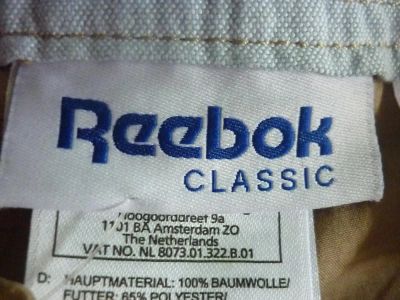 Reebok
CLASSIC
Hoogoorddreef 9a
1101 BA Amsterdam ZO
The Netherlands
VAT NO. NL 8073.01.322.B.01
D: HAUPTMATERIAL: 100% BAUMWOLLE/
FUTTER: 65% POLYESTER/